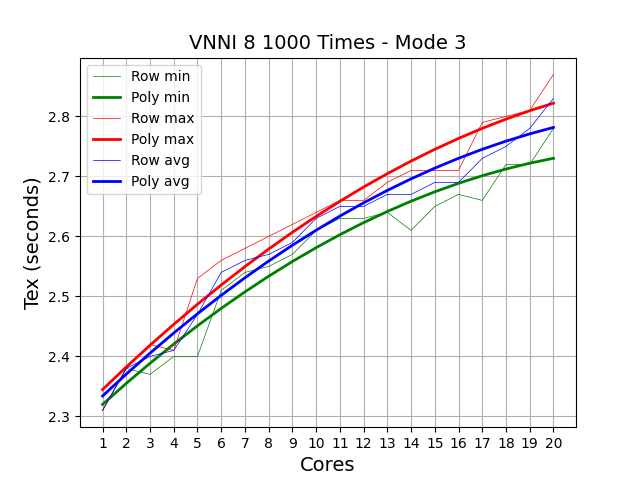 VNNI 8 1000 Times - Mode 3
Row min
Poly min
Row max
Poly max
Row avg
Poly avg
Tex (seconds)
2.8
2.7
2.6
2.5
2.4
2.3
1 2 3 4 5 6 7 8 9 10 11 12 13 14 15 16 17 18 19 20
Cores